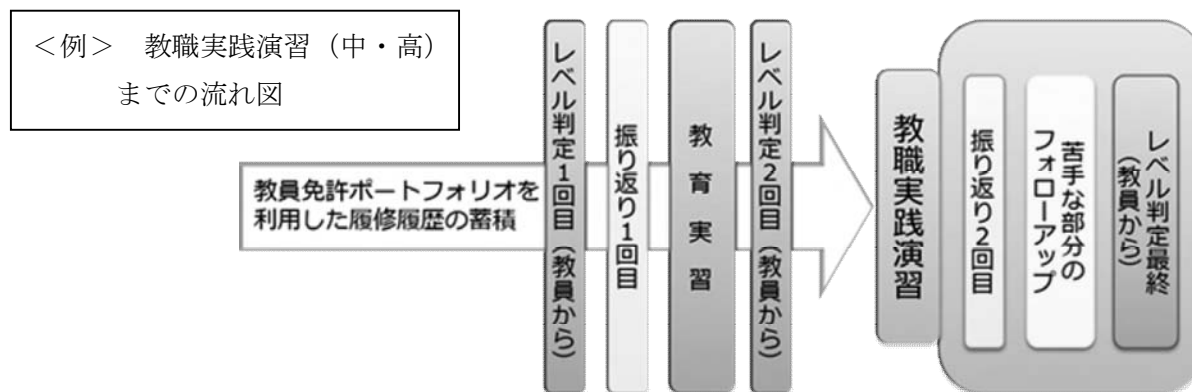 ＜例＞　教職実践演習（中・高）
までの流れ図
教員免許ポートフォリオを
利用した履修履歴の蓄積
レベル判定1回目（教員から）
振り返り1回目
教育実習
レベル判定2回目（教員から）
教職実践演習
振り返り2回目
苦手な部分の
フォローアップ
レベル判定最終
（教員から）